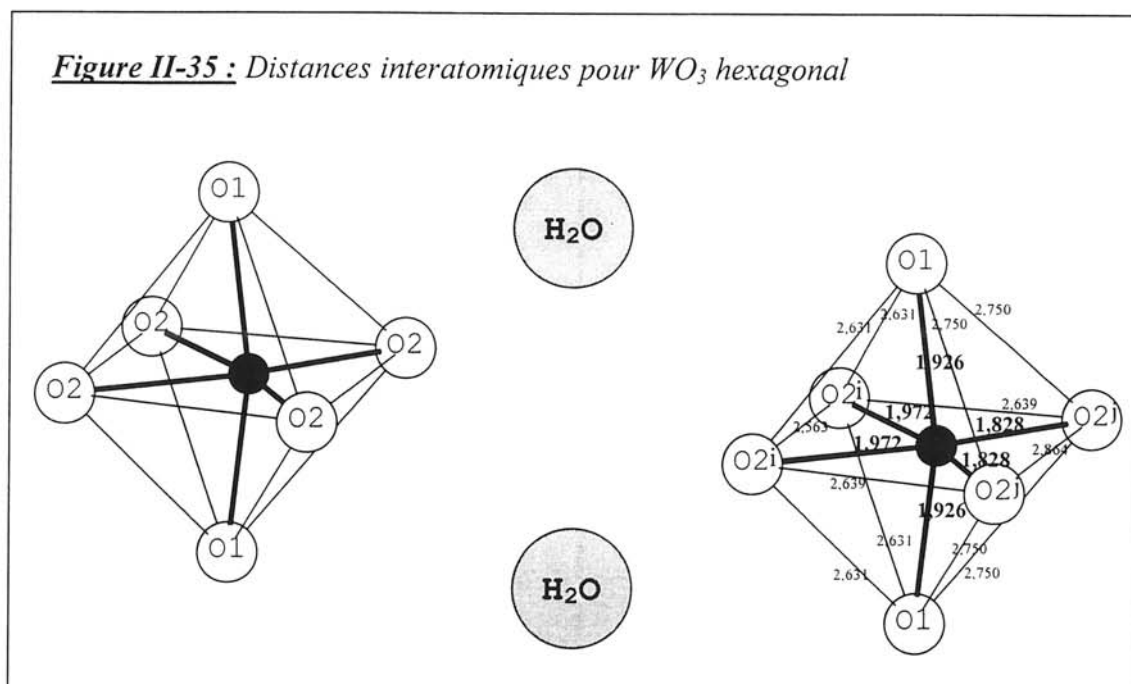 Figure II-35 : Distances interatomiques pour WO₃ hexagonal
O1
H₂O
O1
O2
2,631
2,631
2,750
2,750
1,926
O2
O2i
2,639
O2j
O2
1,972
1,828
2,563
O2
1,972
1,828
2,864
O2i
2,639
O2j
1,926
O1
2,631
2,750
H₂O
2,631
2,750
O1